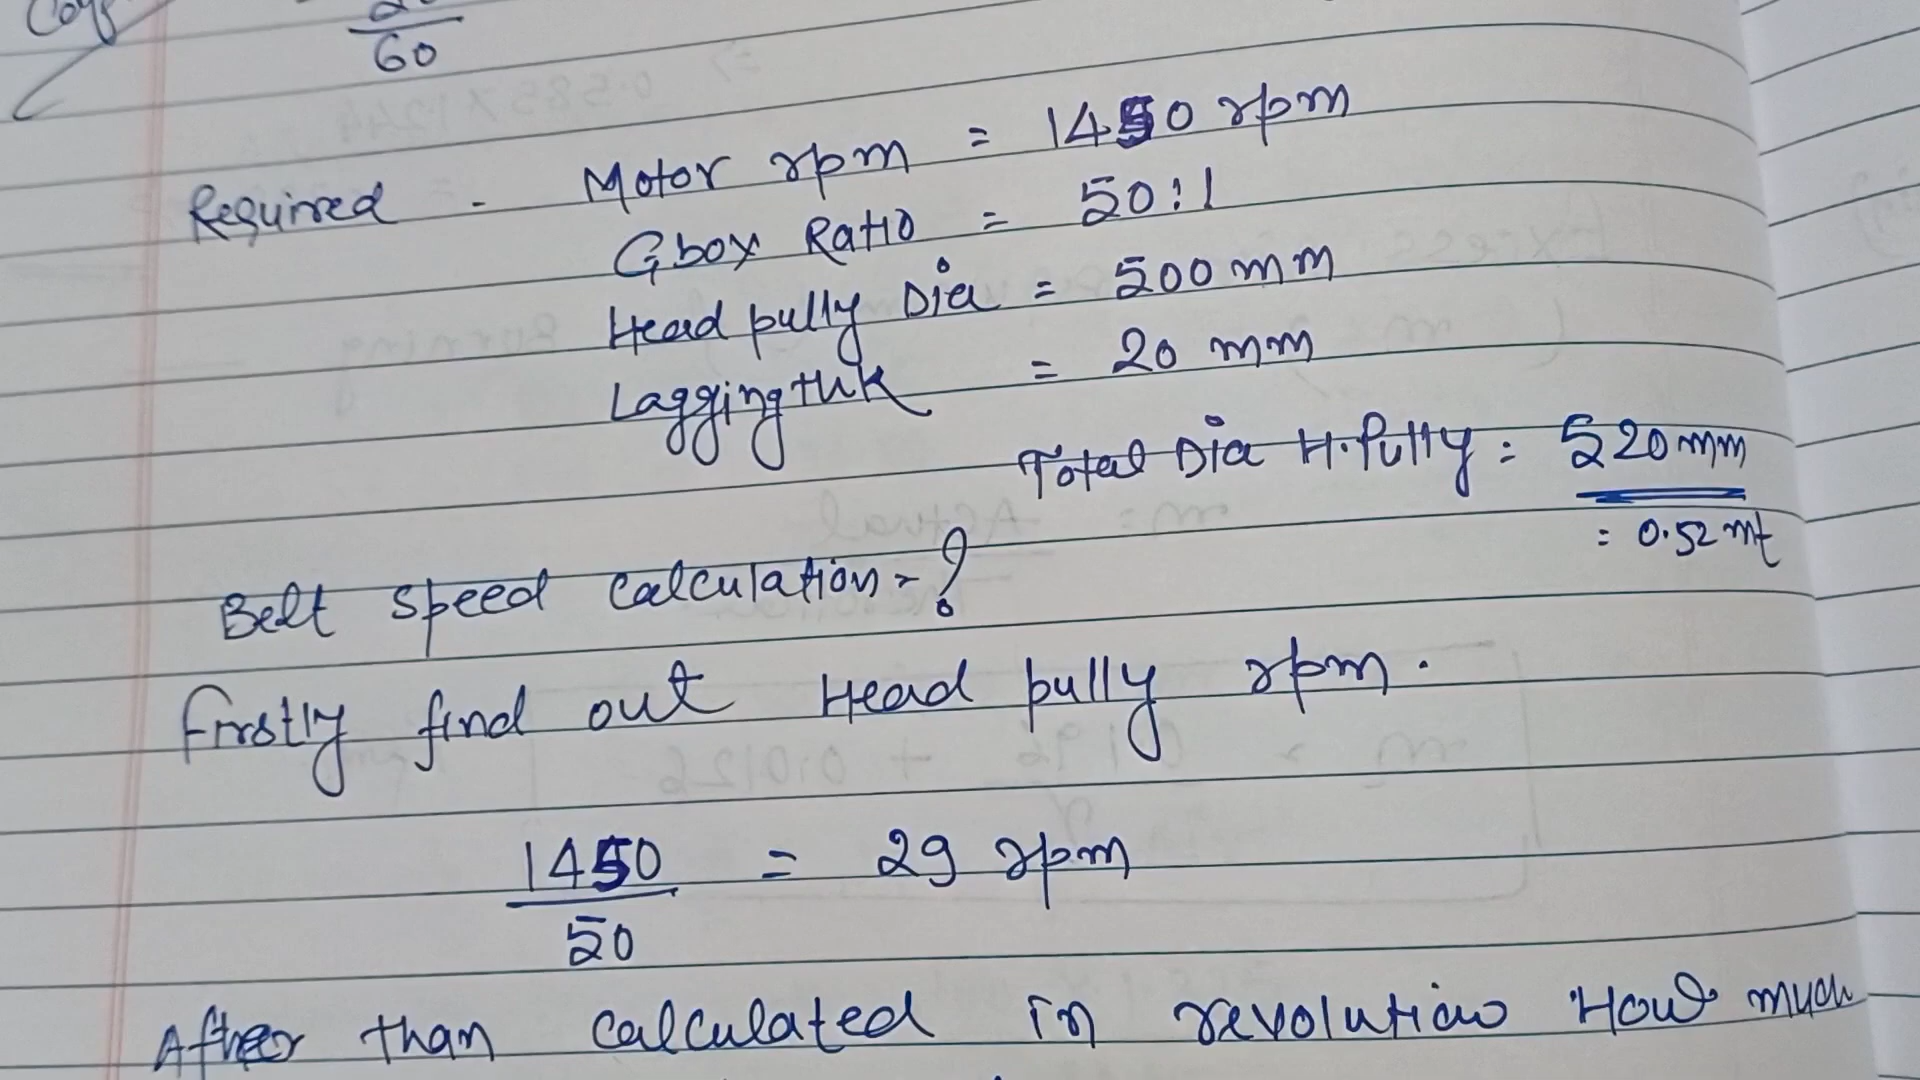 60
Required - Motor rpm = 1450 rpm
Gbox Ratio = 50:1
Head pully Dia = 500 mm
Lagging thk = 20 mm
Total Dia H.Pully = 520 mm
= 0.52 mt
Belt speed calculation = ?
Firstly find out Head pully rpm.
1450 = 29 rpm
50
After than calculated in revolution How much